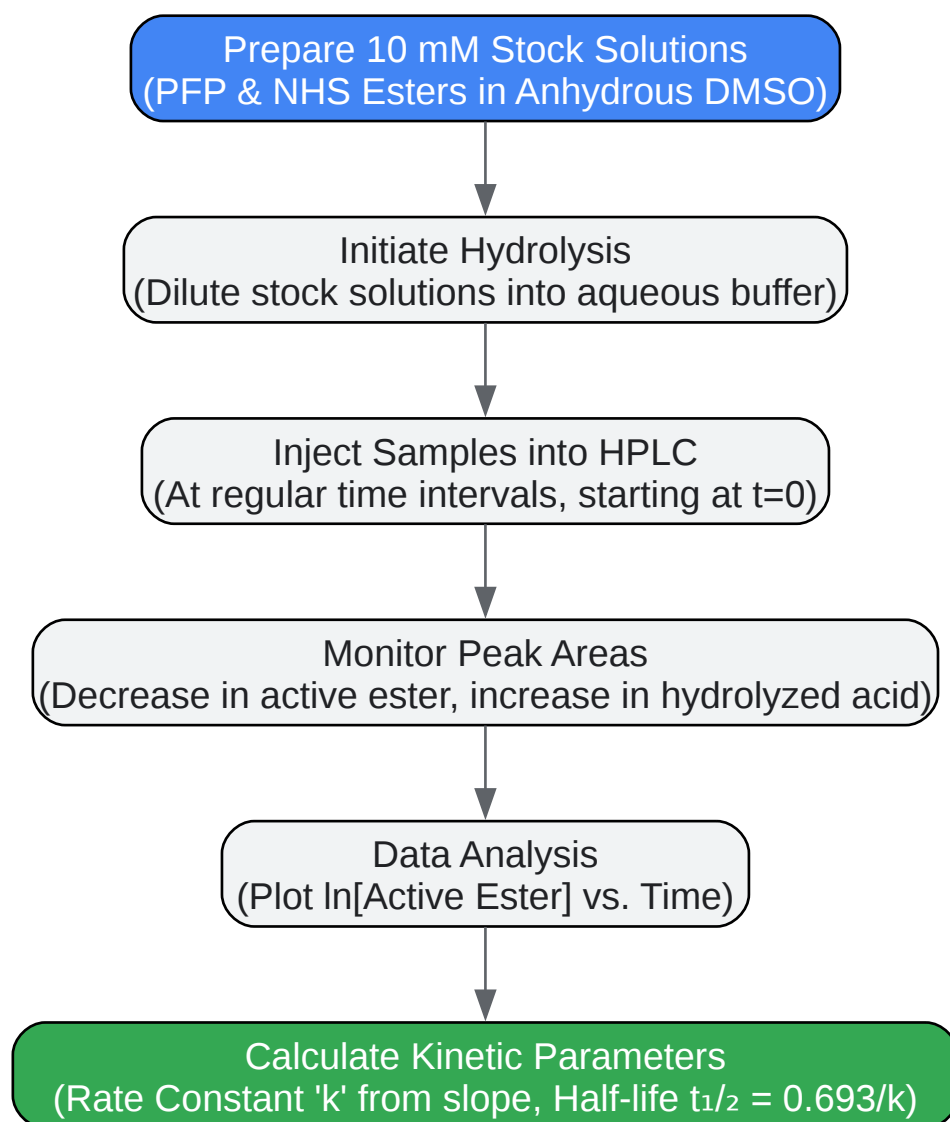 Prepare 10 mM Stock Solutions
(PFP & NHS Esters in Anhydrous DMSO)
Initiate Hydrolysis
(Dilute stock solutions into aqueous buffer)
Inject Samples into HPLC
(At regular time intervals, starting at t=0)
Monitor Peak Areas
(Decrease in active ester, increase in hydrolyzed acid)
Data Analysis
(Plot ln[Active Ester] vs. Time)
Calculate Kinetic Parameters
(Rate Constant 'k' from slope, Half-life t₁/₂ = 0.693/k)